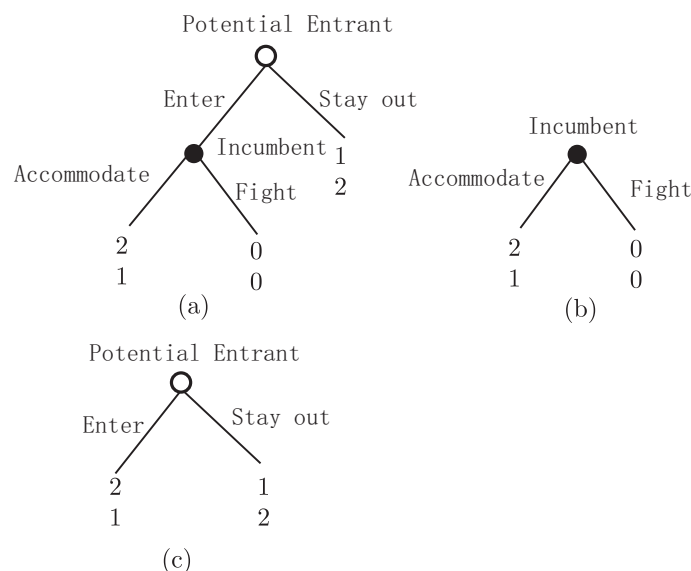 Potential Entrant
Enter
Stay out
Incumbent
1
2
Accommodate
Fight
2
1
0
0
(a)
Incumbent
Accommodate
Fight
2
1
0
0
(b)
Potential Entrant
Enter
Stay out
2
1
1
2
(c)